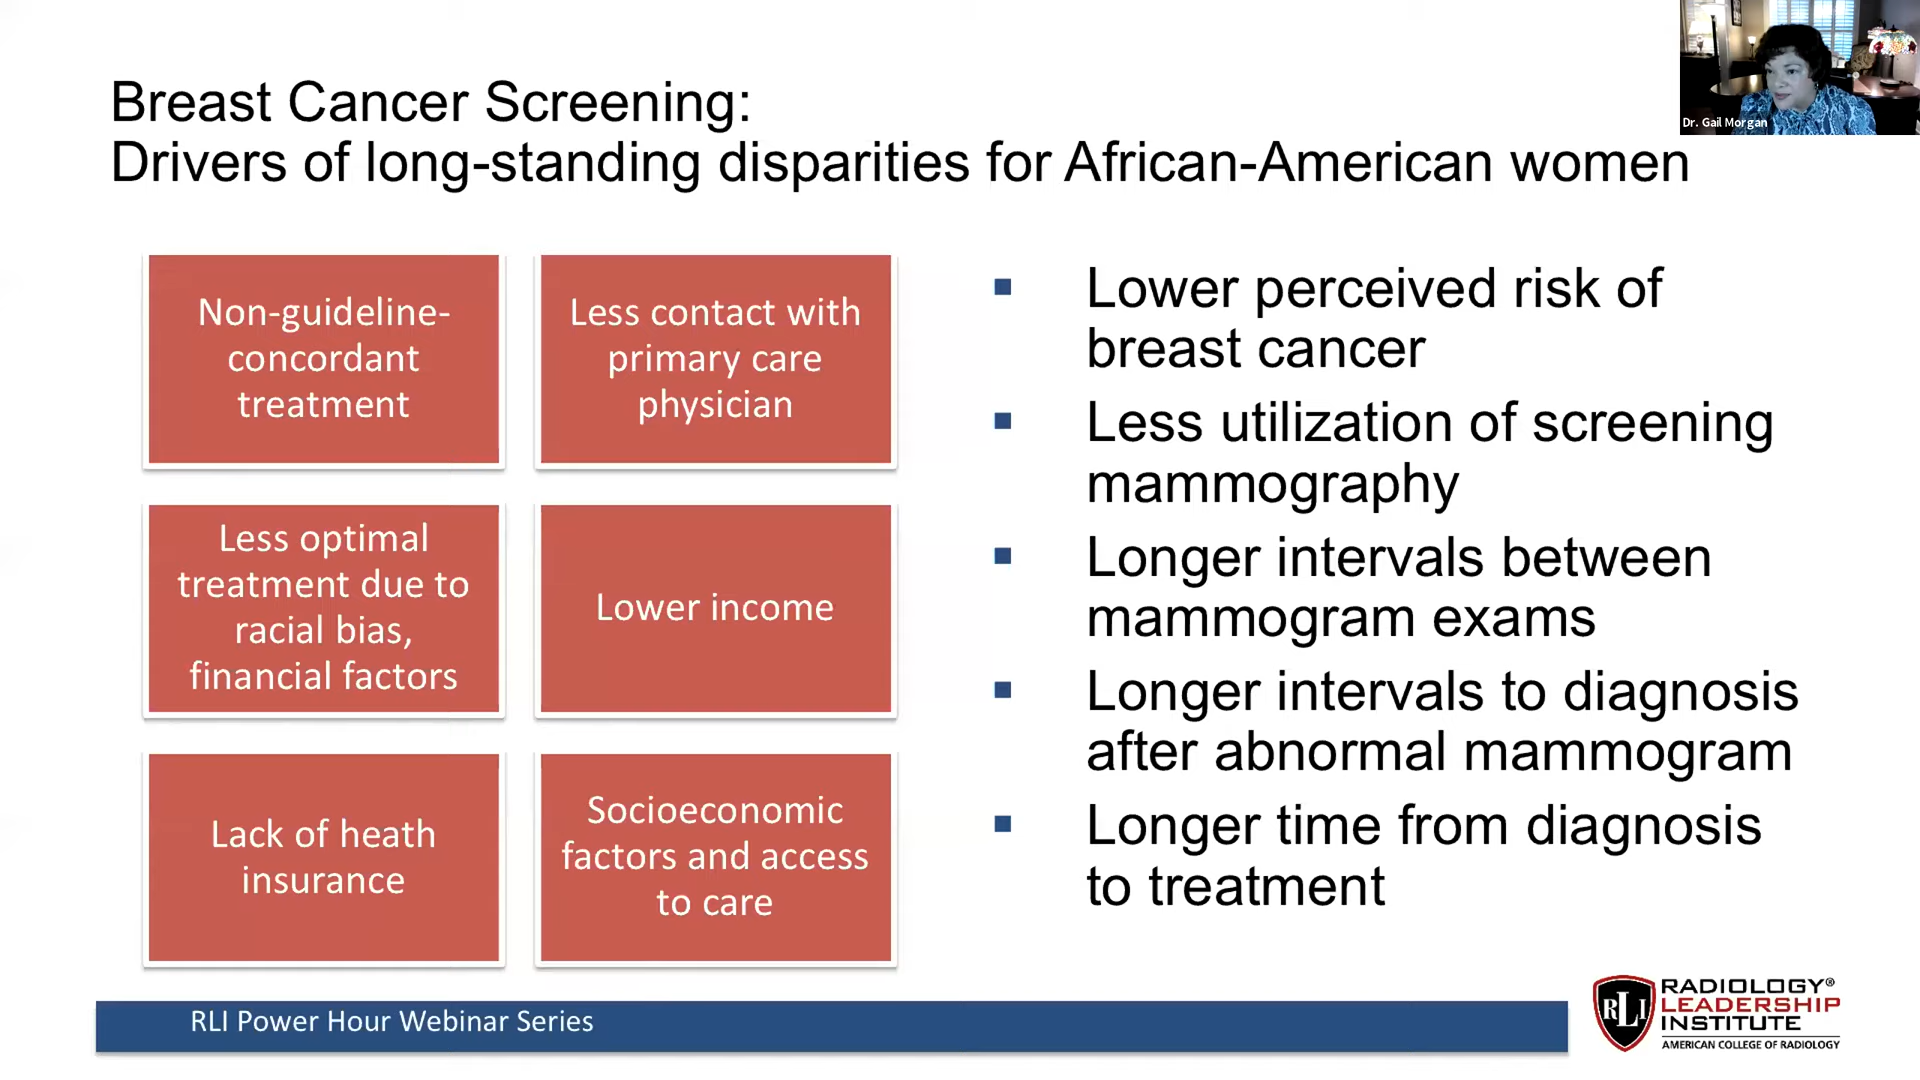 Breast Cancer Screening:
Drivers of long-standing disparities for African-American women
Dr. Gail Morgan
Non-guideline-
concordant
treatment
Less contact with
primary care
physician
Less optimal
treatment due to
racial bias,
financial factors
Lower income
Lack of heath
insurance
Socioeconomic
factors and access
to care
Lower perceived risk of
breast cancer
Less utilization of screening
mammography
Longer intervals between
mammogram exams
Longer intervals to diagnosis
after abnormal mammogram
Longer time from diagnosis
to treatment
RLI Power Hour Webinar Series
RLI
RADIOLOGY®
LEADERSHIP
INSTITUTE
AMERICAN COLLEGE OF RADIOLOGY